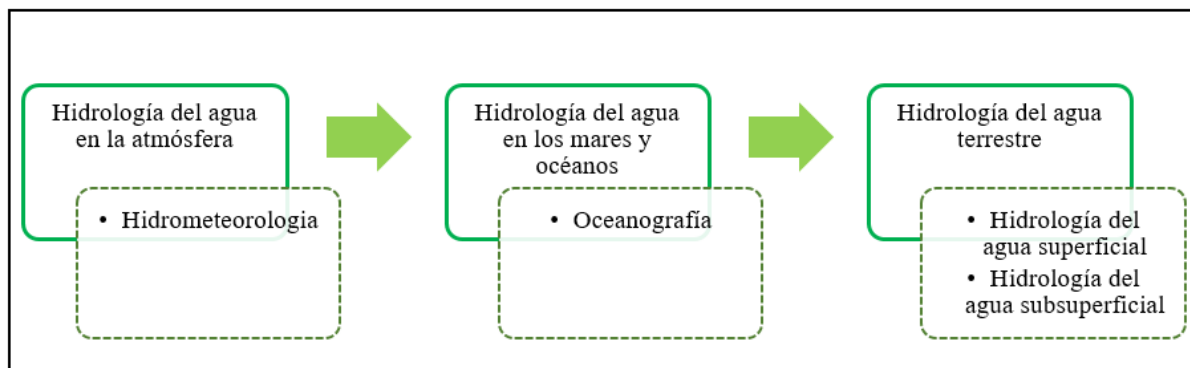 Hidrología del agua
en la atmósfera
• Hidrometeorologia
Hidrología del agua
en los mares y
océanos
• Oceanografía
Hidrología del agua
terrestre
• Hidrología del
agua superficial
• Hidrología del
agua subsuperficial